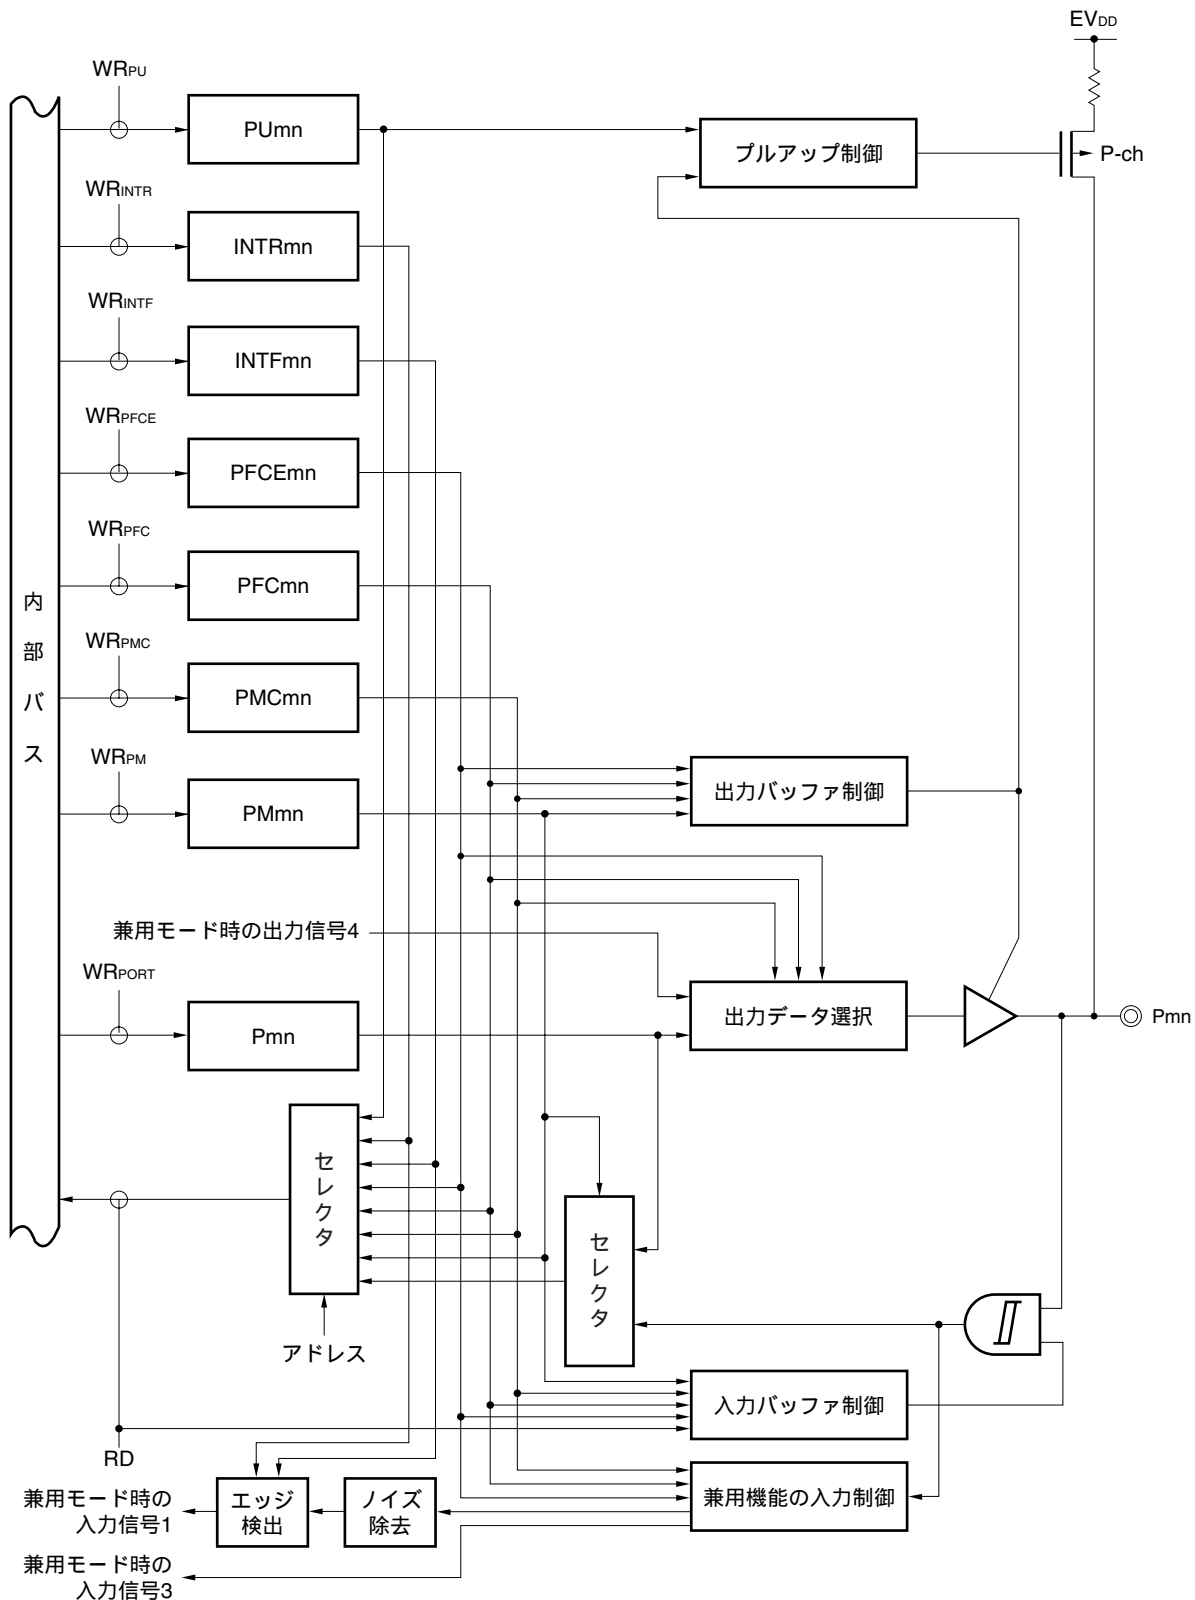 EVDD
WRPU
PUmn
プルアップ制御
P-ch
WRINTR
INTRmn
WRINTF
INTFmn
WRPFCE
PFCEmn
WRPFC
PFCmn
内部バス
WRPMC
PMCmn
WRPM
PMmn
出力バッファ制御
兼用モード時の出力信号4
WRPORT
Pmn
出力データ選択
Pmn
セレクタ
セレクタ
アドレス
入力バッファ制御
RD
兼用モード時の
入力信号1
エッジ
検出
ノイズ
除去
兼用機能の入力制御
兼用モード時の
入力信号3